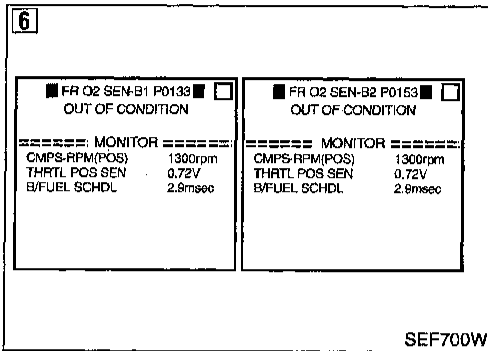 6
FR O2 SEN-B1 P0133
OUT OF CONDITION
====== MONITOR ======
CMPS-RPM(POS) 1300rpm
THRTL POS SEN 0.72V
B/FUEL SCHDL 2.9msec
FR O2 SEN-B2 P0153
OUT OF CONDITION
====== MONITOR ======
CMPS-RPM(POS) 1300rpm
THRTL POS SEN 0.72V
B/FUEL SCHDL 2.9msec
SEF700W